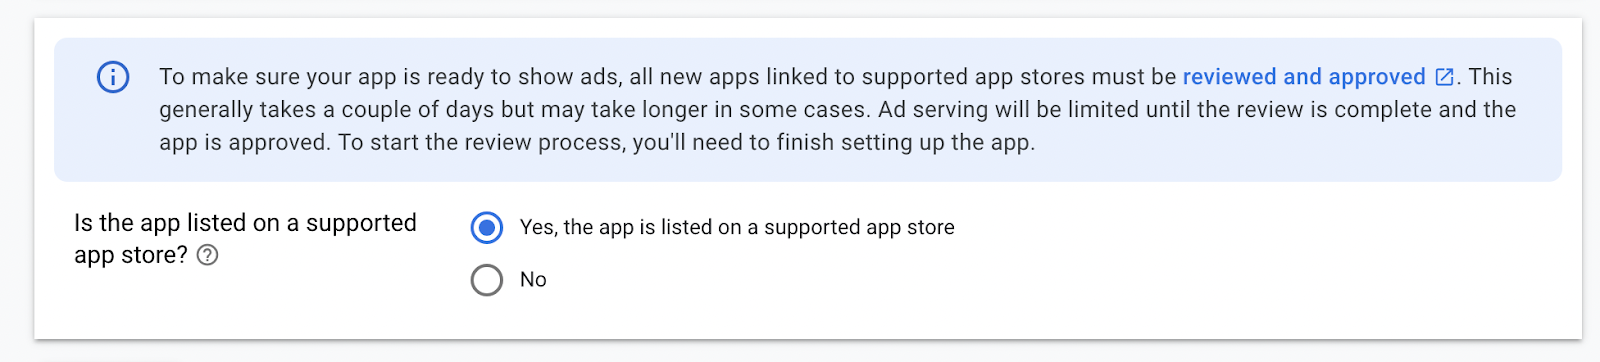 To make sure your app is ready to show ads, all new apps linked to supported app stores must be reviewed and approved. This
generally takes a couple of days but may take longer in some cases. Ad serving will be limited until the review is complete and the
app is approved. To start the review process, you'll need to finish setting up the app.
Is the app listed on a supported
app store?
Yes, the app is listed on a supported app store
No